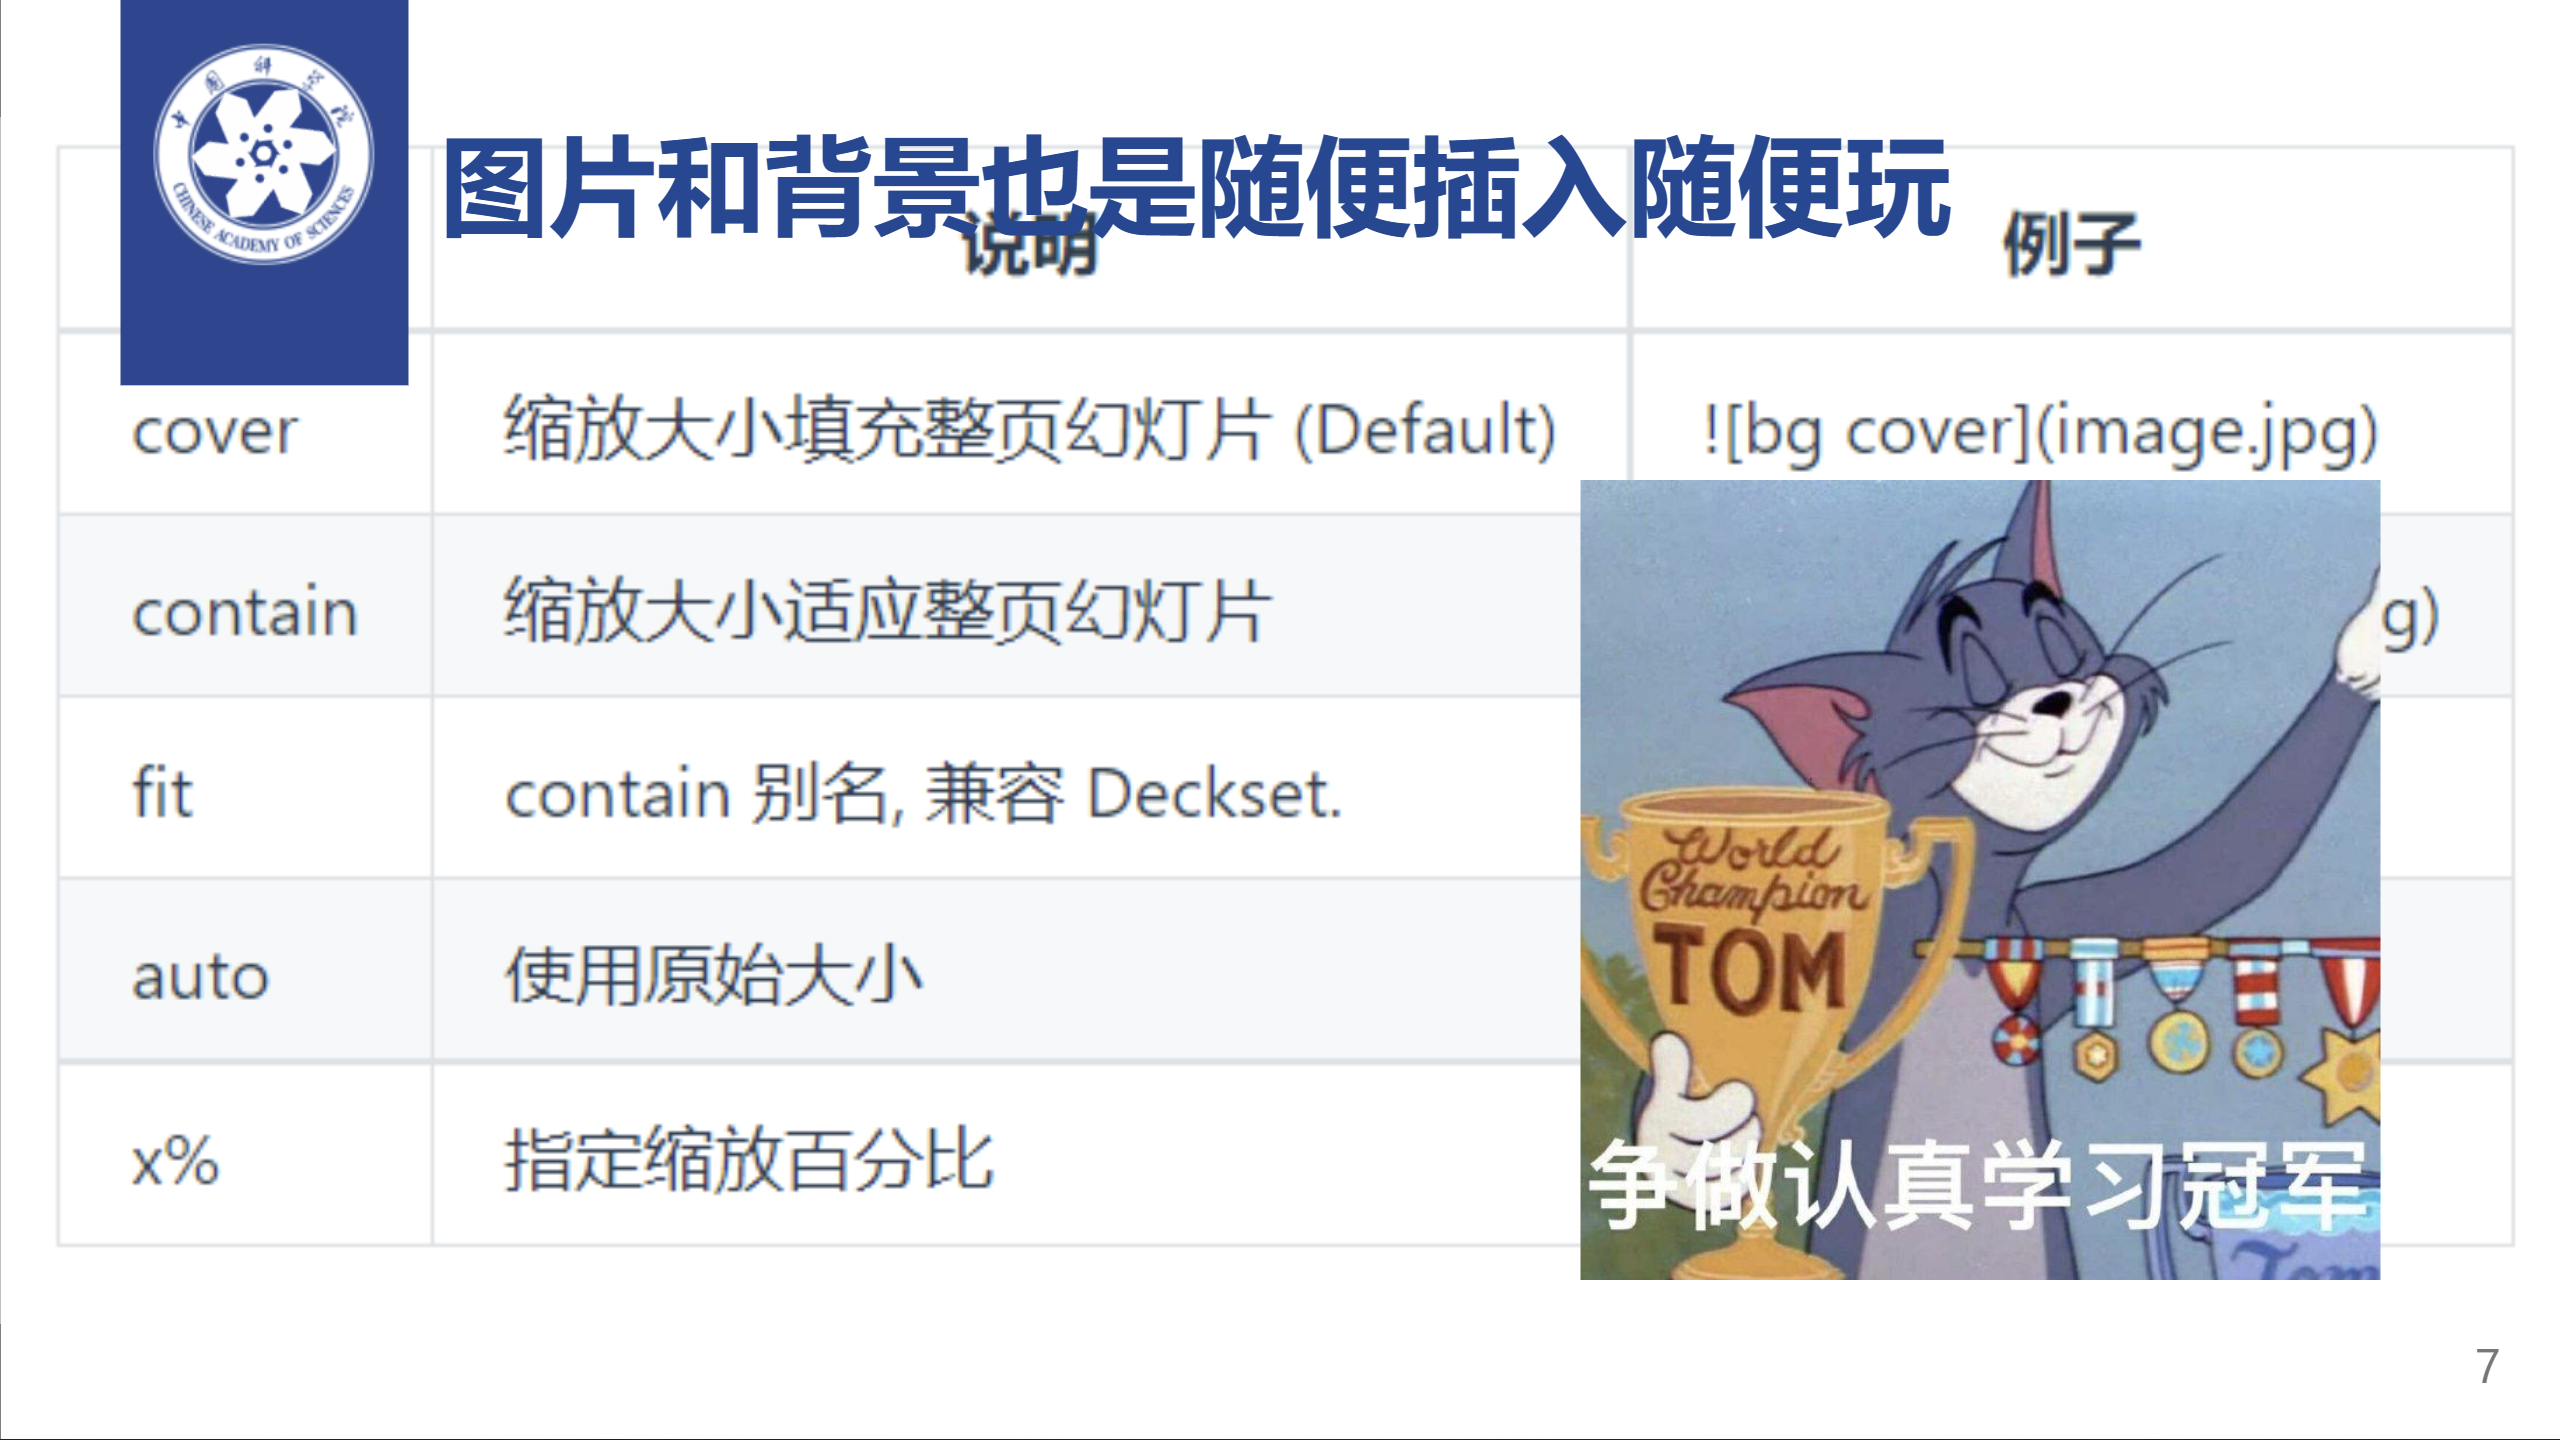 中国科学院
CHINESE ACADEMY OF SCIENCES
图片和背景也是随便插入随便玩
说明
例子
cover
缩放大小填充整页幻灯片 (Default)
![bg cover](image.jpg)
contain
缩放大小适应整页幻灯片
g)
fit
contain 别名, 兼容 Deckset.
auto
使用原始大小
x%
指定缩放百分比
World
Champion
TOM
争做认真学习冠军
Tom
7